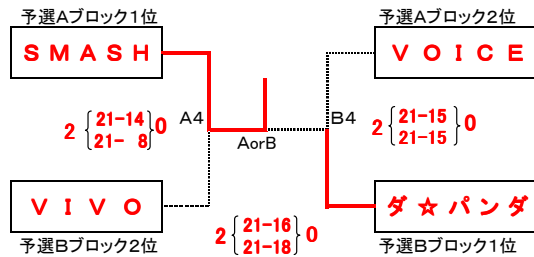 予選Aブロック1位
予選Aブロック2位
SMASH
VOICE
2 { 21-14 } 0
21- 8
A4
B4
2 { 21-15 } 0
21-15
AorB
VIVO
ダ☆パンダ
予選Bブロック2位
予選Bブロック1位
2 { 21-16 } 0
21-18